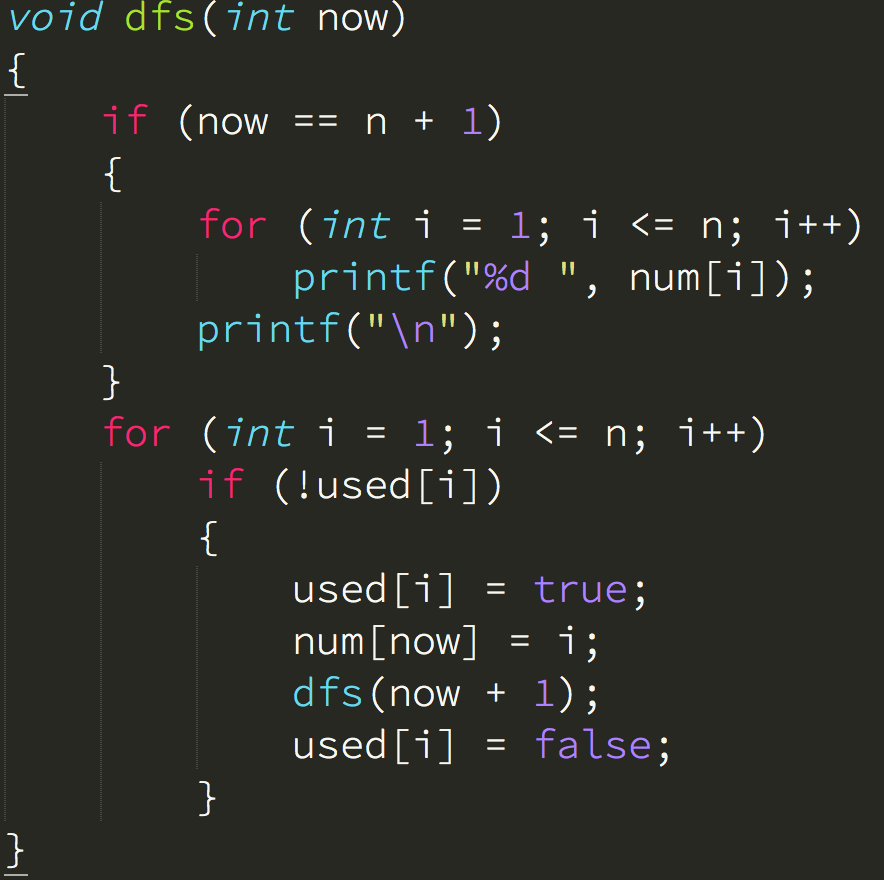 void dfs(int now)
{
    if (now == n + 1)
    {
        for (int i = 1; i <= n; i++)
            printf("%d ", num[i]);
        printf("\n");
    }
    for (int i = 1; i <= n; i++)
        if (!used[i])
        {
            used[i] = true;
            num[now] = i;
            dfs(now + 1);
            used[i] = false;
        }
}